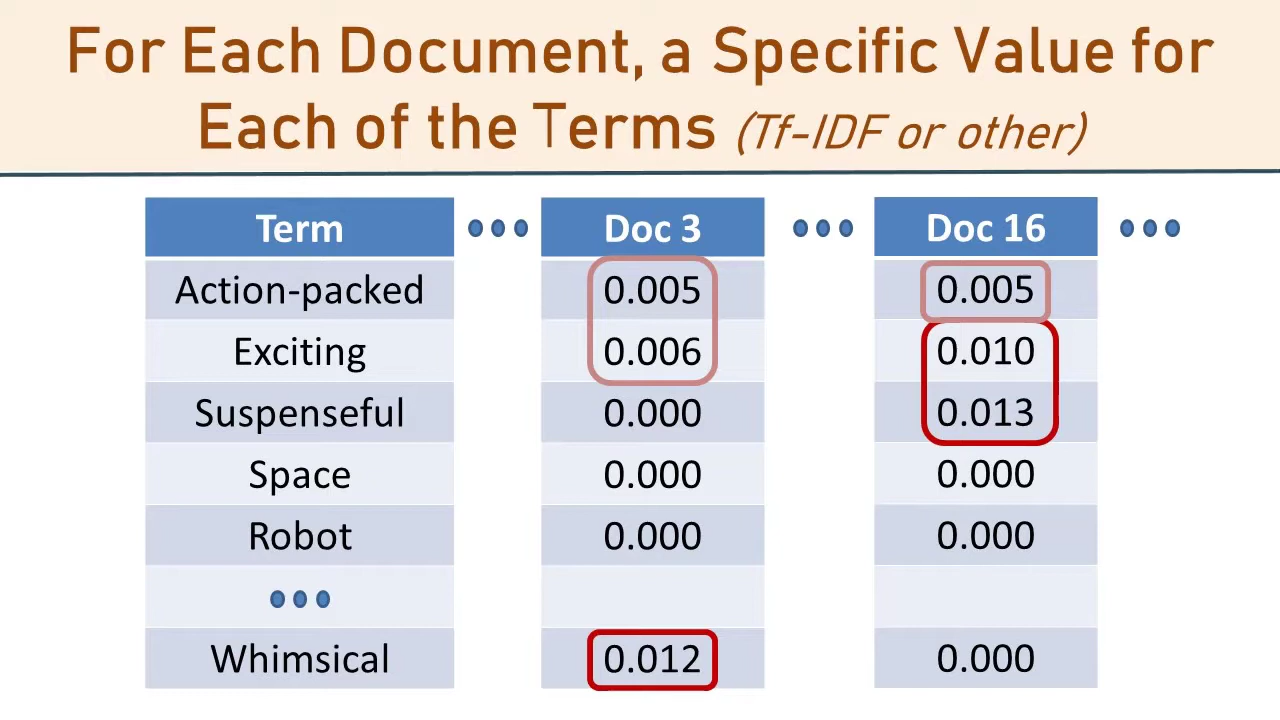 For Each Document, a Specific Value for
Each of the Terms (Tf-IDF or other)
Term Doc 3 Doc 16
Action-packed 0.005 0.005
Exciting 0.006 0.010
Suspenseful 0.000 0.013
Space 0.000 0.000
Robot 0.000 0.000
Whimsical 0.012 0.000